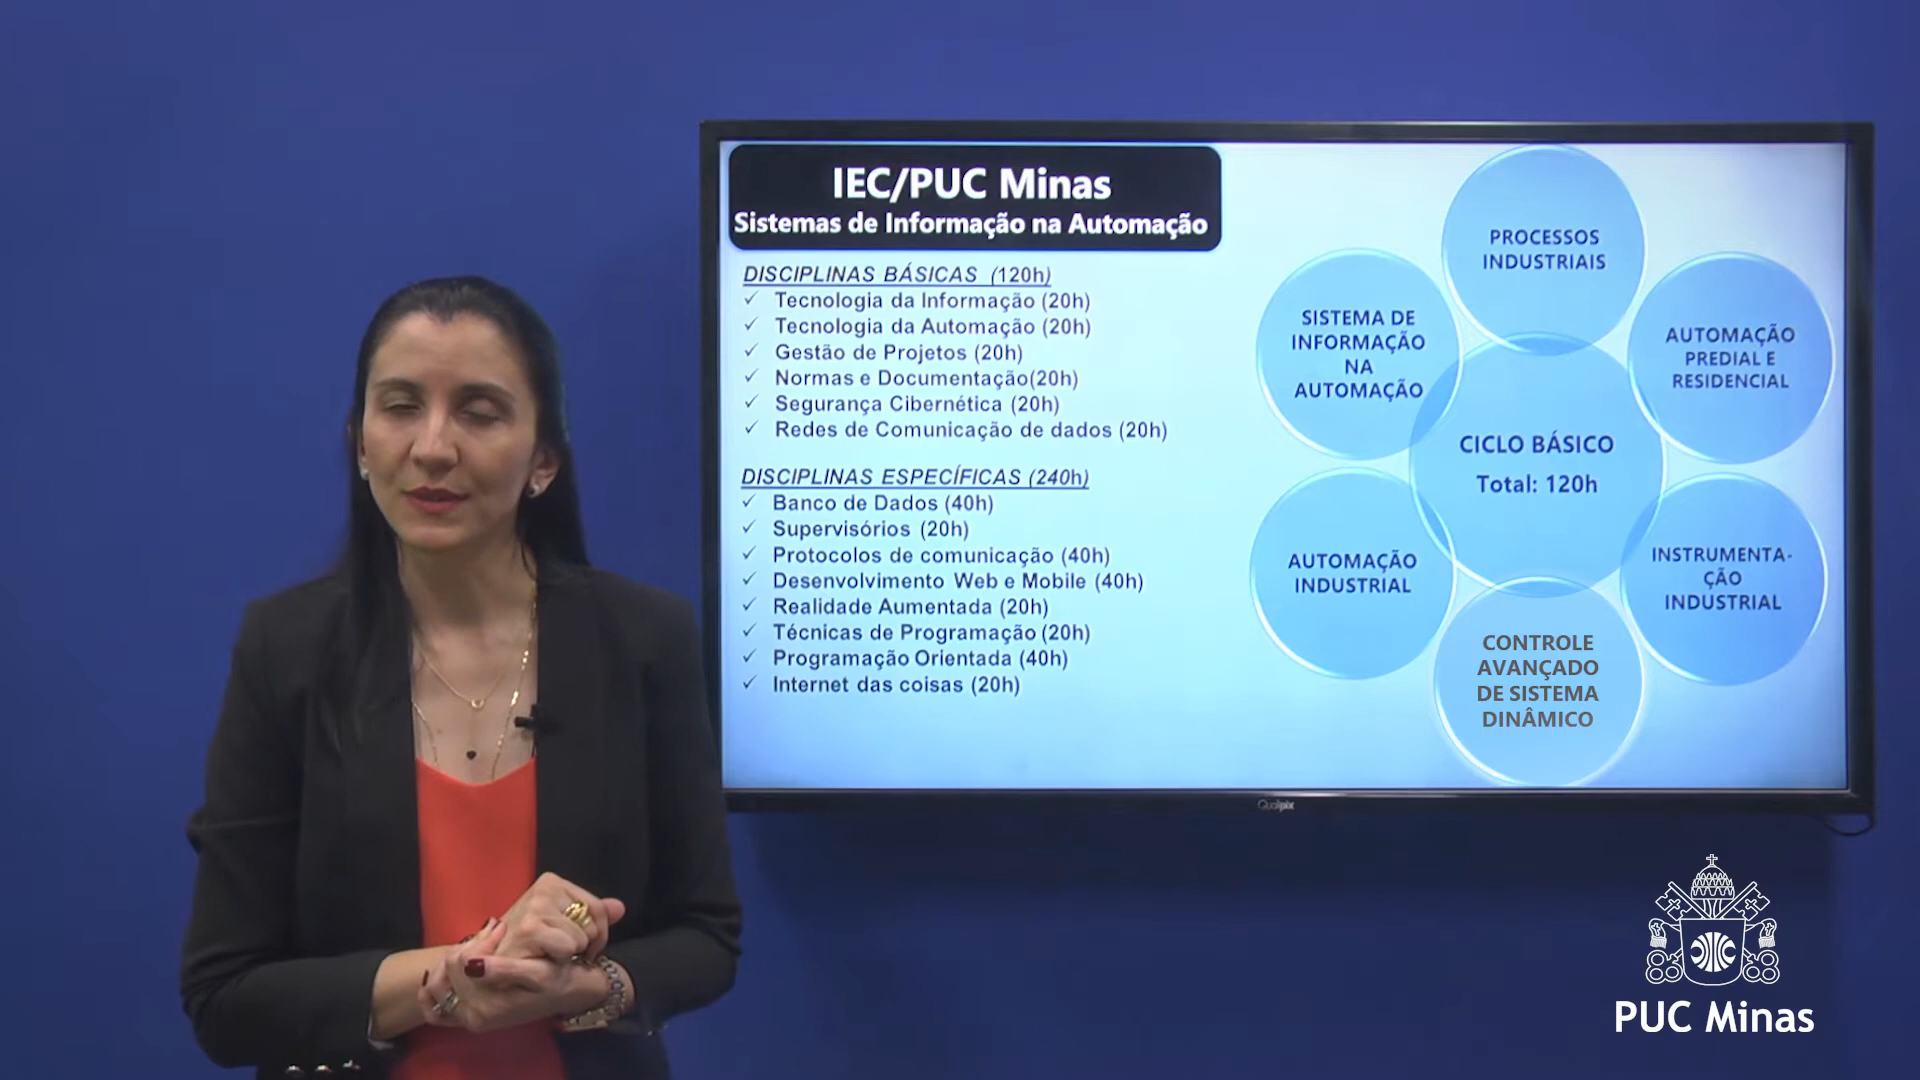 IEC/PUC Minas
Sistemas de Informação na Automação
DISCIPLINAS BÁSICAS (120h)
✓ Tecnologia da Informação (20h)
✓ Tecnologia da Automação (20h)
✓ Gestão de Projetos (20h)
✓ Normas e Documentação(20h)
✓ Segurança Cibernética (20h)
✓ Redes de Comunicação de dados (20h)
DISCIPLINAS ESPECÍFICAS (240h)
✓ Banco de Dados (40h)
✓ Supervisórios (20h)
✓ Protocolos de comunicação (40h)
✓ Desenvolvimento Web e Mobile (40h)
✓ Realidade Aumentada (20h)
✓ Técnicas de Programação (20h)
✓ Programação Orientada (40h)
✓ Internet das coisas (20h)
PROCESSOS
INDUSTRIAIS
SISTEMA DE
INFORMAÇÃO
NA
AUTOMAÇÃO
AUTOMAÇÃO
PREDIAL E
RESIDENCIAL
CICLO BÁSICO
Total: 120h
AUTOMAÇÃO
INDUSTRIAL
INSTRUMENTA-
ÇÃO
INDUSTRIAL
CONTROLE
AVANÇADO
DE SISTEMA
DINÂMICO
Qualipix
PUC Minas